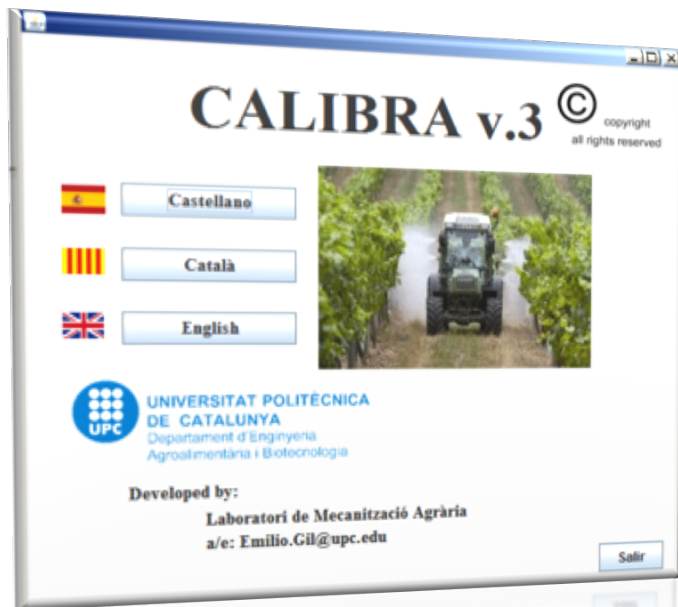 CALIBRA v.3 ©
copyright
all rights reserved
Castellano
Català
English
UPC
UNIVERSITAT POLITÈCNICA
DE CATALUNYA
Departament d'Enginyeria
Agroalimentària i Biotecnologia
Developed by:
Laboratori de Mecanització Agrària
a/e: Emilio.Gil@upc.edu
Salir